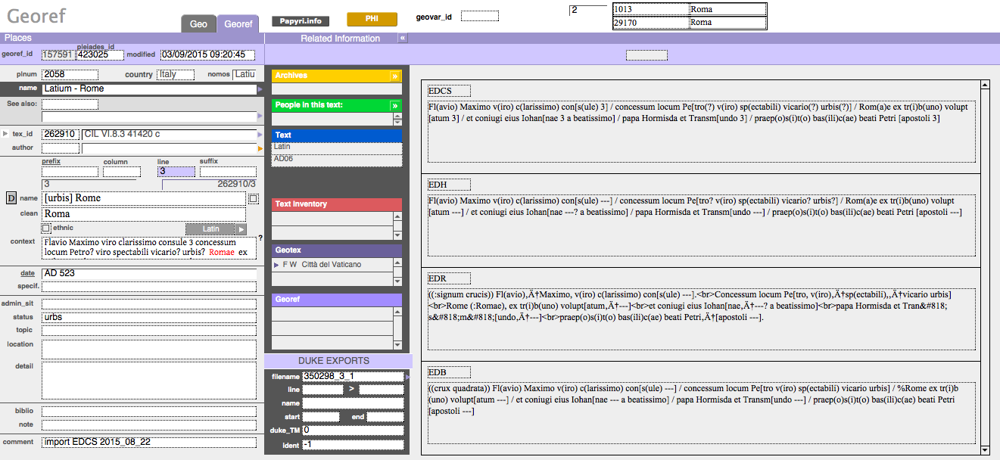 Georef
Geo
Georef
Papyri.info
PHI
geovar_id
2
1013 Roma
29170 Roma
Places
Related Information «
georef_id 157591
pleiades_id
423025
modified 03/09/2015 09:20:45
plnum 2058 country Italy nomos Latiu
name Latium - Rome
See also:
tex_id 262910 CIL VI.8.3 41420 c
author
prefix column line suffix
3
3 262910/3
D name [urbis] Rome
clean Roma
ethnic Latin
context Flavio Maximo viro clarissimo consule 3 concessum ?
locum Petro? viro spectabili vicario? urbis? Romae ex
date AD 523
specif.
admin_sit
status urbs
topic
location
detail
biblio
note
comment import EDCS 2015_08_22
Archives »
People in this text: »
Text
Latin
AD06
Text Inventory
Geotex
F W Città del Vaticano
Georef
DUKE EXPORTS
filename 350298_3_1
line >
name
start end
duke_TM 0
Ident -1
EDCS
Fl(avio) Maximo v(iro) c(larissimo) con[s(ule) 3] / concessum locum Pe[tro(?) v(iro) sp(ectabili) vicario(?) urbis(?)] / Rom(a)e ex tr(i)b(uno) volupt
[atum 3] / et coniugi eius Iohan[nae 3 a beatissimo] / papa Hormisda et Transm[undo 3] / praep(o)s(i)t(o) bas(ili)c(ae) beati Petri [apostoli 3]
EDH
Fl(avio) Maximo v(iro) c(larissimo) con[s(ule) ---] / concessum locum Pe[tro? v(iro) sp(ectabili) vicario? urbis?] / Rom(a)e ex tr(i)b(uno) volupt
[atum ---] / et coniugi eius Iohan[nae ---? a beatissimo] / papa Hormisda et Transm[undo ---] / praep(o)s(i)t(o) bas(ili)c(ae) beati Petri [apostoli ---]
EDR
((:signum crucis)) Fl(avio),Ä†Maximo, v(iro) c(larissimo) con[s(ule) ---].<br>Concessum locum Pe[tro, v(iro),Ä†sp(ectabili),,Ä†vicario urbis]
<br>Rome (:Romae), ex tr(i)b(uno) volupt[atum,Ä†---]<br>et coniugi eius Iohan[nae,Ä†---? a beatissimo]<br>papa Hormisda et Tran&#818;
s&#818;m&#818;[undo,Ä†---]<br>praep(o)s(i)t(o) bas(ili)c(ae) beati Petri,Ä†[apostoli ---].
EDB
((crux quadrata)) Fl(avio) Maximo v(iro) c(larissimo) con[s(ule) ---] / concessum locum Pe[tro v(iro) sp(ectabili) vicario urbis] / %Rome ex tr(i)b
(uno) volupt[atum ---] / et coniugi eius Iohan[nae --- a beatissimo] / papa Hormisda et Transm[undo ---] / praep(o)s(i)t(o) bas(ili)c(ae) beati Petri
[apostoli ---]